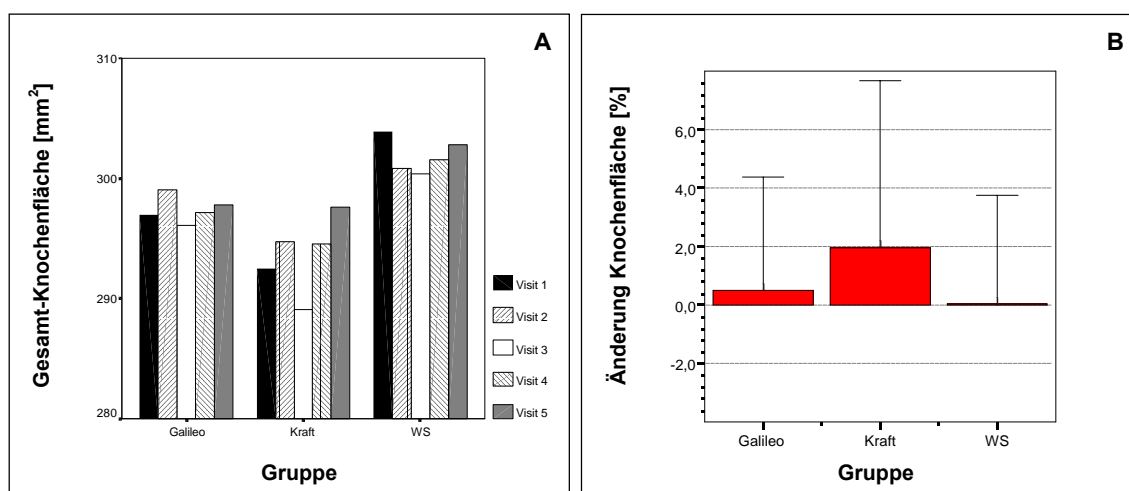 A
310
300
290
280
Gesamt-Knochenfläche [mm²]
Galileo Kraft WS
Gruppe
Visit 1
Visit 2
Visit 3
Visit 4
Visit 5
B
6,0
4,0
2,0
0,0
-2,0
Änderung Knochenfläche [%]
Galileo Kraft WS
Gruppe